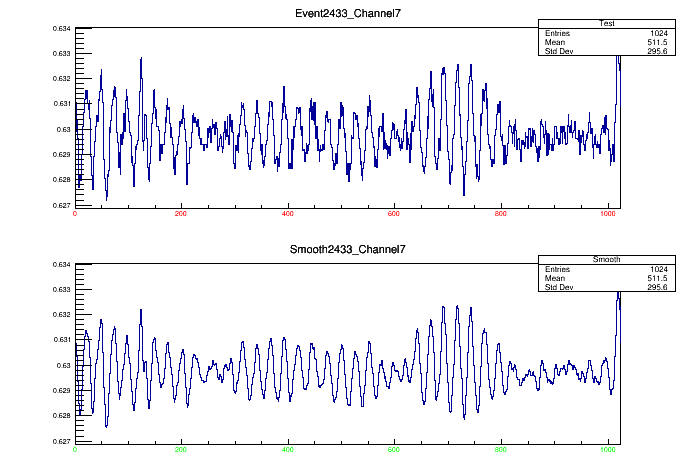 Event2433_Channel7
Test
Entries 1024
Mean 511.5
Std Dev 295.6
0.634
0.633
0.632
0.631
0.63
0.629
0.628
0.627
0 200 400 600 800 1000
Smooth2433_Channel7
Smooth
Entries 1024
Mean 511.5
Std Dev 295.6
0.634
0.633
0.632
0.631
0.63
0.629
0.628
0.627
0 200 400 600 800 1000